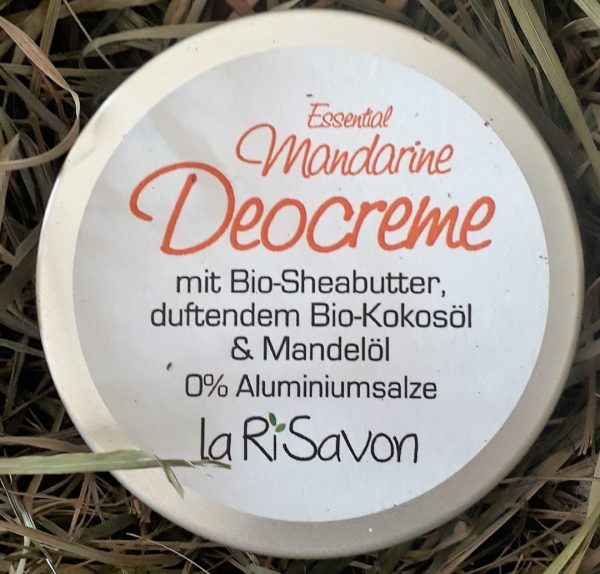 Essential
Mandarine
Deocreme
mit Bio-Sheabutter,
duftendem Bio-Kokosöl
& Mandelöl
0% Aluminiumsalze
la RiSavon